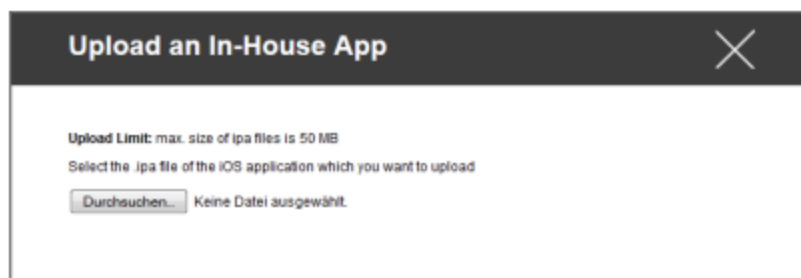 Upload an In-House App
Upload Limit: max. size of ipa files is 50 MB
Select the .ipa file of the iOS application which you want to upload
Durchsuchen... Keine Datei ausgewählt.